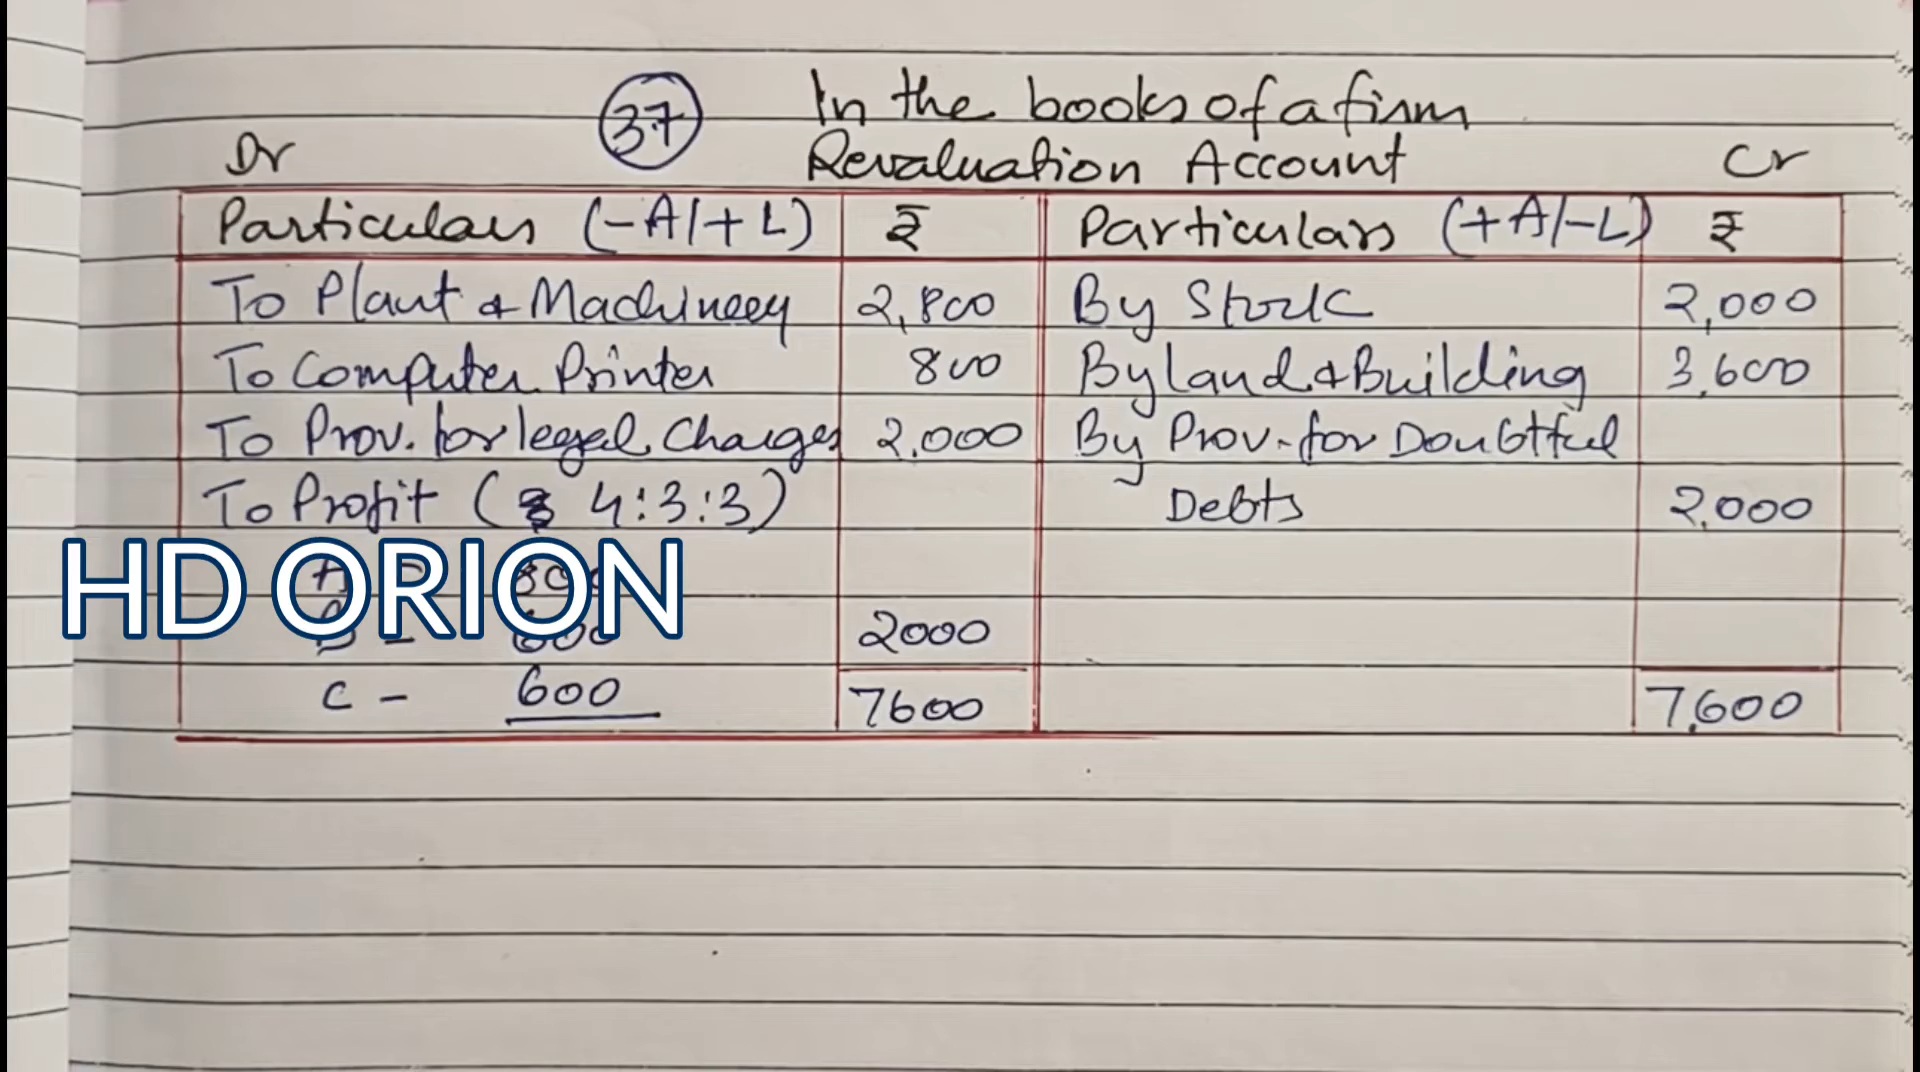 37 In the books of a firm
Dr Revaluation Account Cr
Particulars (-A/+L) ₹ Particulars (+A/-L) ₹
To Plant & Machinery 2,800 By Stock 2,000
To Computer Printer 800 By Land & Building 3,600
To Prov. for legal Charges 2,000 By Prov. for Doubtful
To Profit (4:3:3) Debts 2,000
HD ORION
600 2000
C - 600 7600 7,600